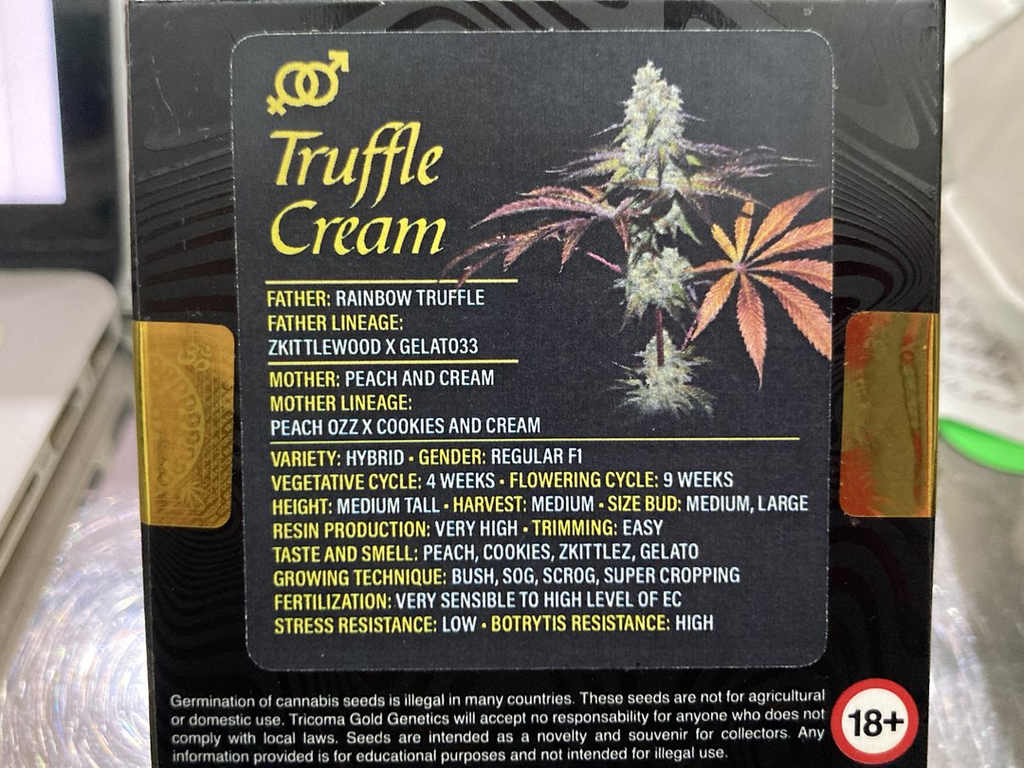 Truffle
Cream
FATHER: RAINBOW TRUFFLE
FATHER LINEAGE:
ZKITTLEWOOD X GELATO33
MOTHER: PEACH AND CREAM
MOTHER LINEAGE:
PEACH OZZ X COOKIES AND CREAM
VARIETY: HYBRID • GENDER: REGULAR F1
VEGETATIVE CYCLE: 4 WEEKS • FLOWERING CYCLE: 9 WEEKS
HEIGHT: MEDIUM TALL • HARVEST: MEDIUM • SIZE BUD: MEDIUM, LARGE
RESIN PRODUCTION: VERY HIGH • TRIMMING: EASY
TASTE AND SMELL: PEACH, COOKIES, ZKITTLEZ, GELATO
GROWING TECHNIQUE: BUSH, SOG, SCROG, SUPER CROPPING
FERTILIZATION: VERY SENSIBLE TO HIGH LEVEL OF EC
STRESS RESISTANCE: LOW • BOTRYTIS RESISTANCE: HIGH
Germination of cannabis seeds is illegal in many countries. These seeds are not for agricultural
or domestic use. Tricoma Gold Genetics will accept no responsability for anyone who does not
comply with local laws. Seeds are intended as a novelty and souvenir for collectors. Any
information provided is for educational purposes and not intended for illegal use.
18+